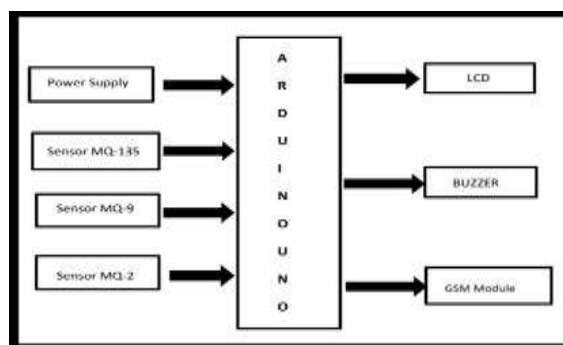 Power Supply
Sensor MQ-135
Sensor MQ-9
Sensor MQ-2
A
R
D
U
I
N
O
U
N
O
LCD
BUZZER
GSM Module